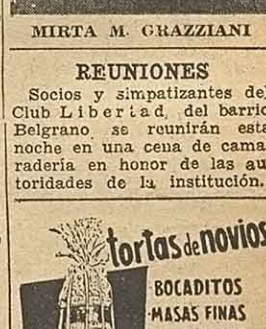 MIRTA M. GRAZZIANI
REUNIONES
Socios y simpatizantes de
Club Libertad, del barrio
Belgrano se reunirán esta
noche en una cena de cama
radería en honor de las au
toridades de la institución.
tortas de novios
BOCADITOS
MASAS FINAS